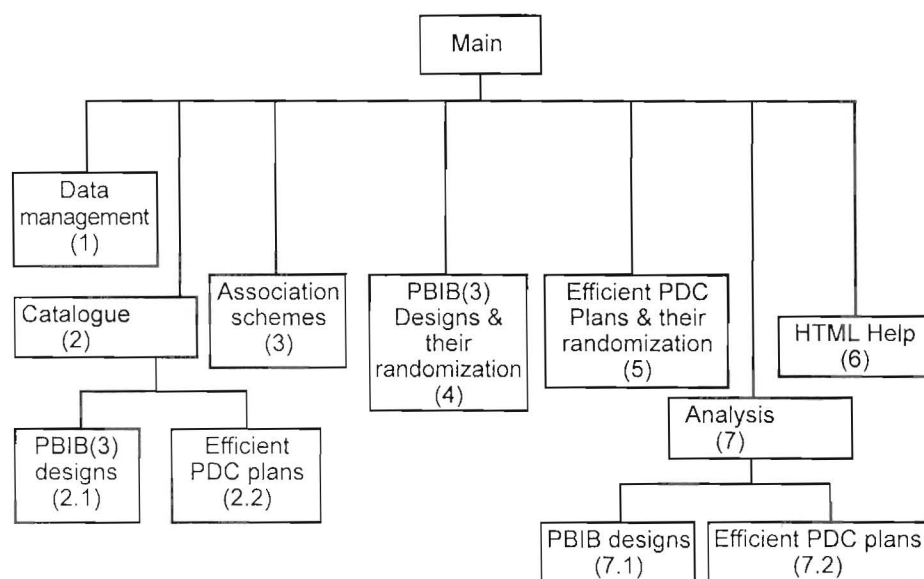 Main
Data
management
(1)
Catalogue
(2)
PBIB(3)
designs
(2.1)
Efficient
PDC plans
(2.2)
Association
schemes
(3)
PBIB(3)
Designs &
their
randomization
(4)
Efficient PDC
Plans & their
randomization
(5)
HTML Help
(6)
Analysis
(7)
PBIB designs
(7.1)
Efficient PDC plans
(7.2)